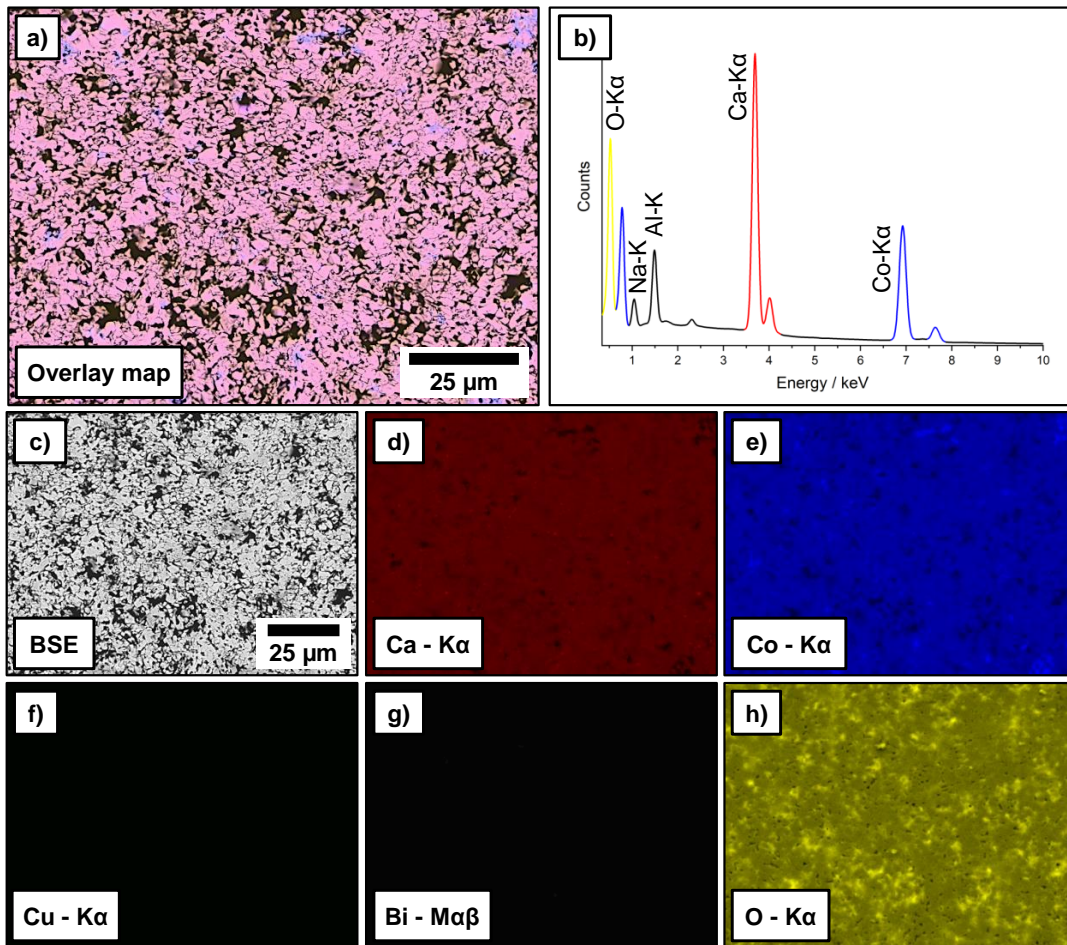 a)
Overlay map
25 µm
b)
Counts
O-Kα
Na-K
Al-K
Ca-Kα
Co-Kα
1 2 3 4 5 6 7 8 9 10
Energy / keV
c)
BSE
25 µm
d)
Ca - Kα
e)
Co - Kα
f)
Cu - Kα
g)
Bi - Mαβ
h)
O - Kα